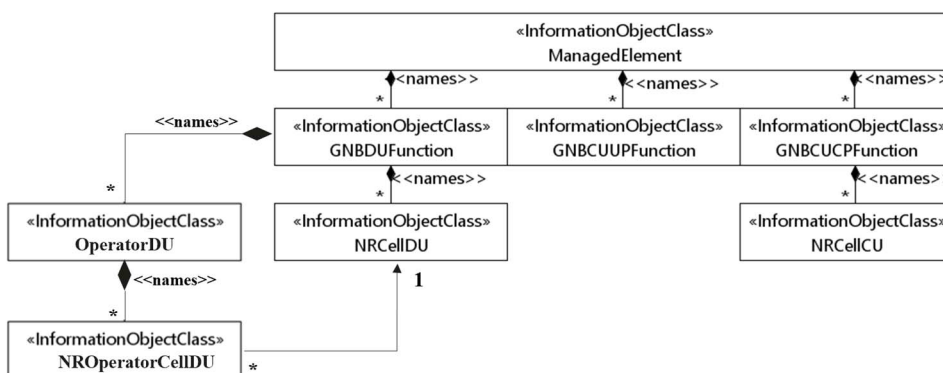 «InformationObjectClass»
ManagedElement
<<names>>
<<names>>
<<names>>
*
*
*
<<names>>
«InformationObjectClass»
GNBDUFunction
«InformationObjectClass»
GNBCUUPFunction
«InformationObjectClass»
GNBCUCPFunction
<<names>>
<<names>
*
*
*
«InformationObjectClass»
OperatorDU
«InformationObjectClass»
NRCellDU
«InformationObjectClass»
NRCellCU
<<names>>
1
*
«InformationObjectClass»
NROperatorCellDU
*